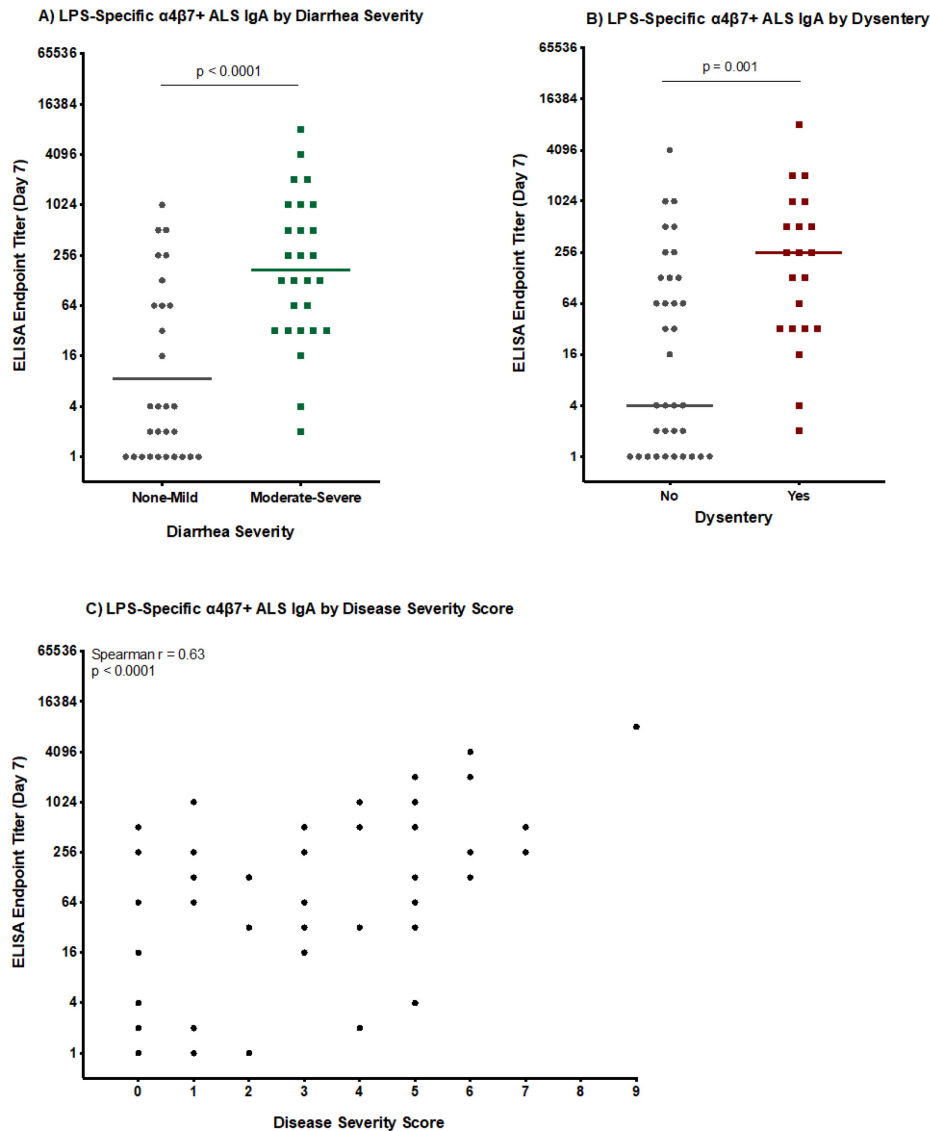 A) LPS-Specific α4β7+ ALS IgA by Diarrhea Severity
65536
16384
4096
1024
256
64
16
4
1
ELISA Endpoint Titer (Day 7)
p < 0.0001
None-Mild
Moderate-Severe
Diarrhea Severity
B) LPS-Specific α4β7+ ALS IgA by Dysentery
65536
16384
4096
1024
256
64
16
4
1
ELISA Endpoint Titer (Day 7)
p = 0.001
No
Yes
Dysentery
C) LPS-Specific α4β7+ ALS IgA by Disease Severity Score
65536
16384
4096
1024
256
64
16
4
1
ELISA Endpoint Titer (Day 7)
Spearman r = 0.63
p < 0.0001
0 1 2 3 4 5 6 7 8 9
Disease Severity Score